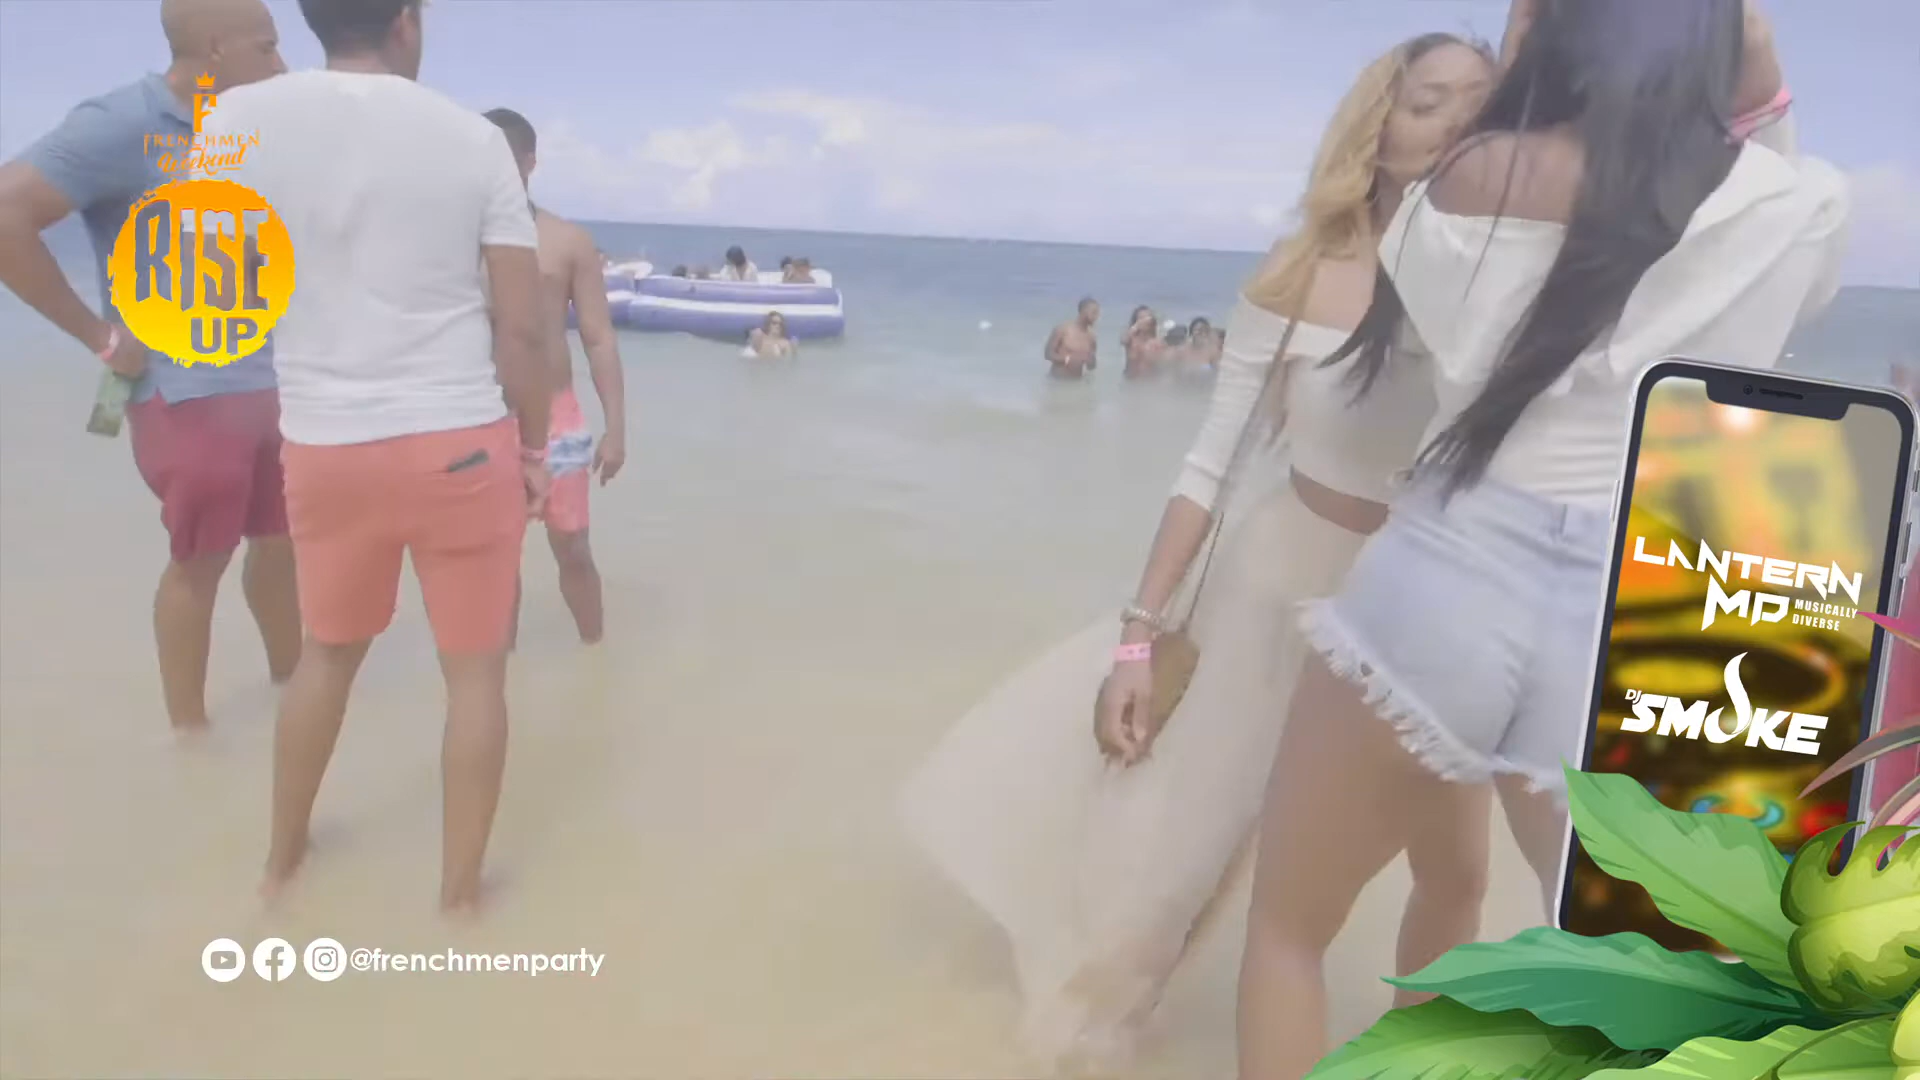 F
FRENCHMEN
Weekend
RISE
UP
LANTERN
MD MUSICALLY
DIVERSE
DJ
SMOKE
@frenchmenparty